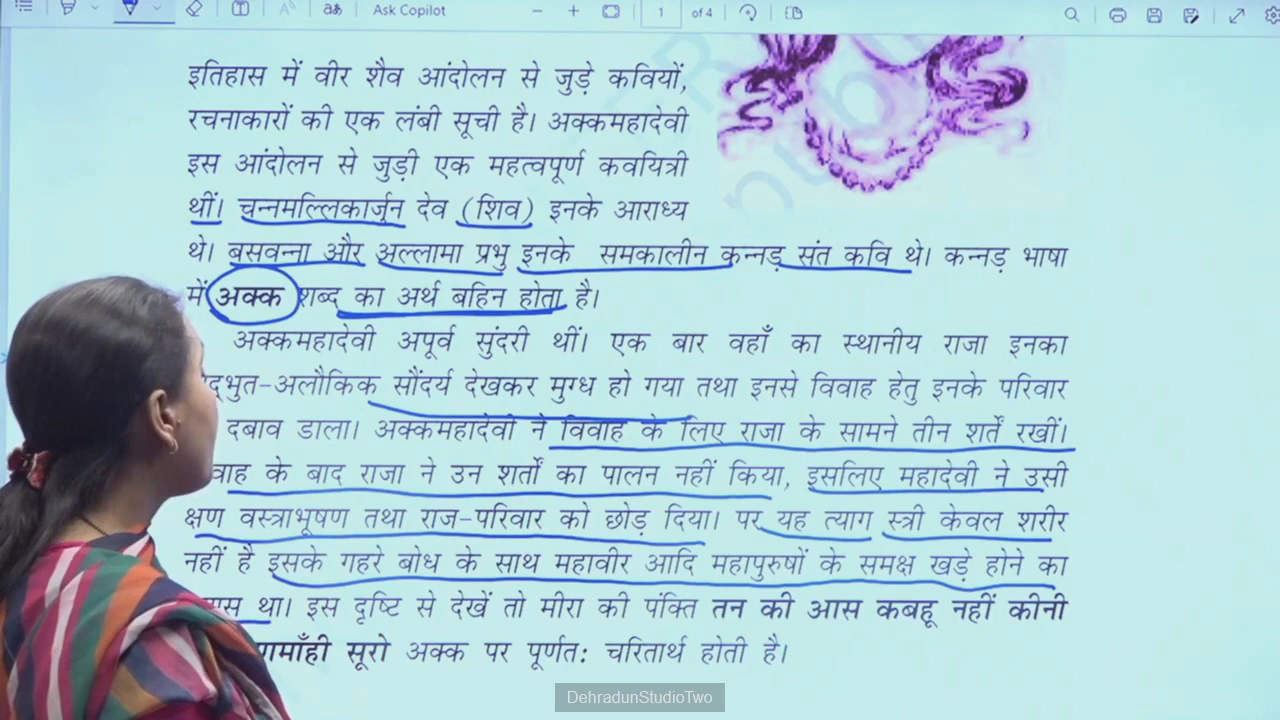 Ask Copilot
1 of 4
इतिहास में वीर शैव आंदोलन से जुड़े कवियों,
रचनाकारों की एक लंबी सूची है। अक्कमहादेवी
इस आंदोलन से जुड़ी एक महत्वपूर्ण कवयित्री
थीं। चन्नमल्लिकार्जुन देव (शिव) इनके आराध्य
थे। बसवन्ना और अल्लामा प्रभु इनके समकालीन कन्नड़ संत कवि थे। कन्नड़ भाषा
में अक्क शब्द का अर्थ बहिन होता है।
अक्कमहादेवी अपूर्व सुंदरी थीं। एक बार वहाँ का स्थानीय राजा इनका
द्भुत-अलौकिक सौंदर्य देखकर मुग्ध हो गया तथा इनसे विवाह हेतु इनके परिवार
दबाव डाला। अक्कमहादेवी ने विवाह के लिए राजा के सामने तीन शर्तें रखीं।
वाह के बाद राजा ने उन शर्तों का पालन नहीं किया, इसलिए महादेवी ने उसी
क्षण वस्त्राभूषण तथा राज-परिवार को छोड़ दिया। पर यह त्याग स्त्री केवल शरीर
नहीं है इसके गहरे बोध के साथ महावीर आदि महापुरुषों के समक्ष खड़े होने का
था। इस दृष्टि से देखें तो मीरा की पंक्ति तन की आस कबहू नहीं कीनी
माँही सूरो अक्क पर पूर्णतः चरितार्थ होती है।
DehradunStudioTwo